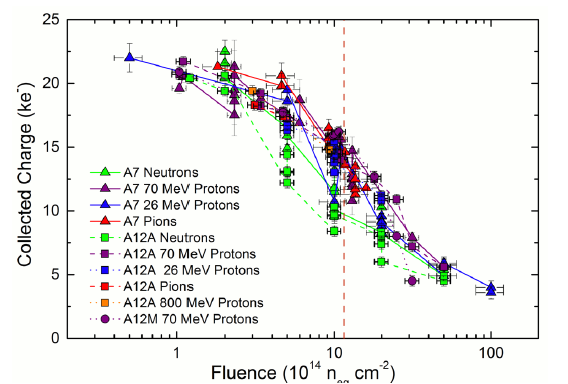 25
20
15
10
5
0
Collected Charge (ke⁻)
A7 Neutrons
A7 70 MeV Protons
A7 26 MeV Protons
A7 Pions
A12A Neutrons
A12A 70 MeV Protons
A12A 26 MeV Protons
A12A Pions
A12A 800 MeV Protons
A12M 70 MeV Protons
1 10 100
Fluence (10¹⁴ n_eq cm⁻²)